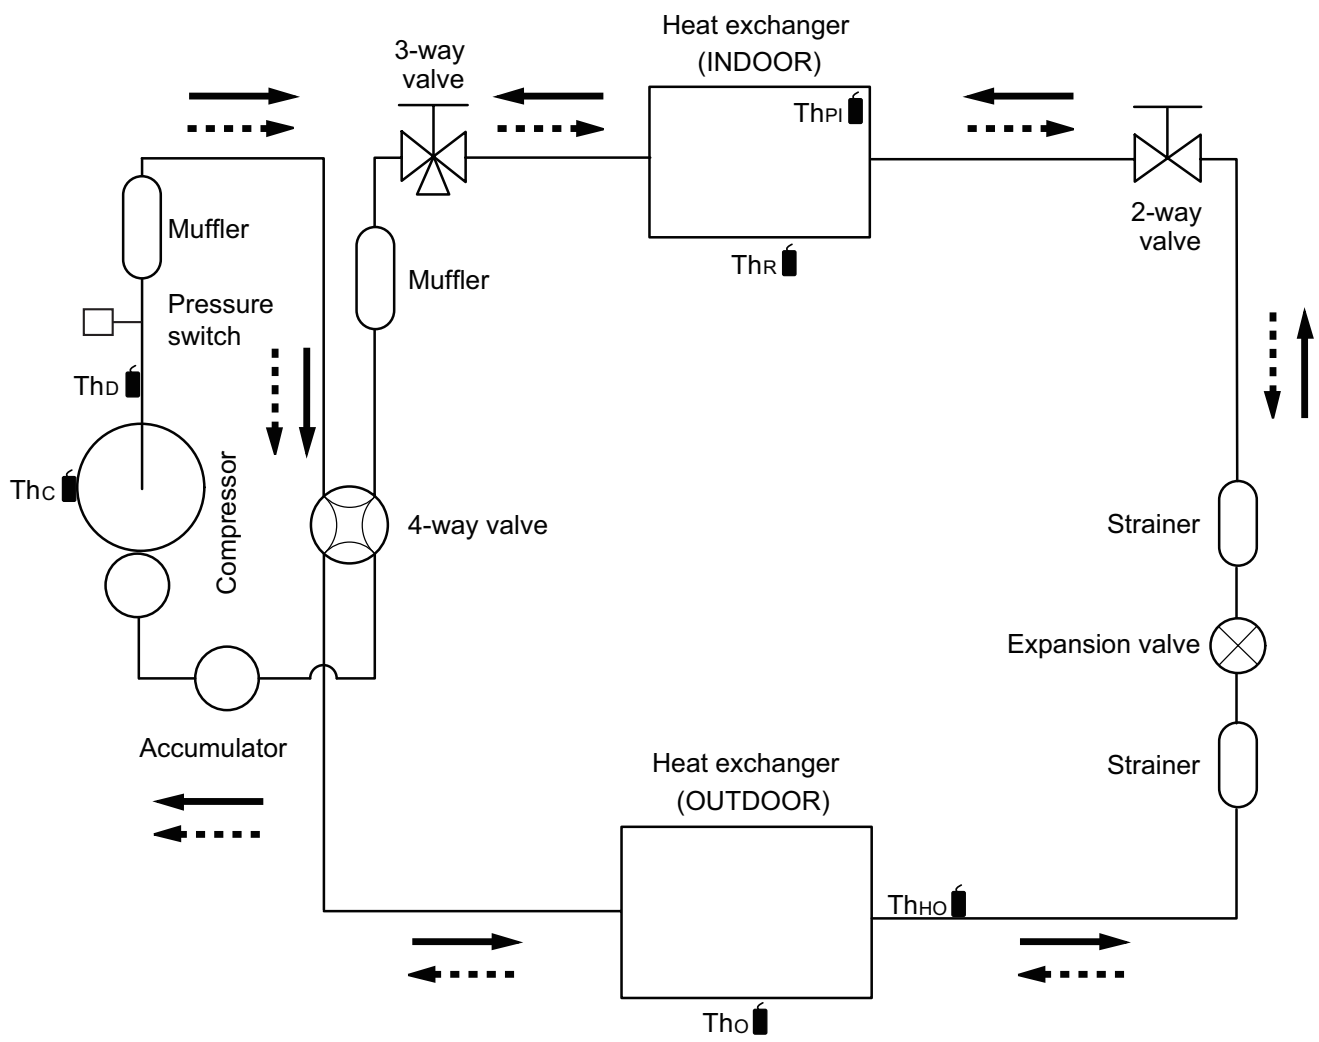 Heat exchanger
(INDOOR)
3-way
valve
ThPI
Muffler
2-way
valve
ThR
Muffler
Pressure
switch
ThD
ThC
Compressor
4-way valve
Strainer
Expansion valve
Accumulator
Heat exchanger
(OUTDOOR)
Strainer
ThHO
ThO